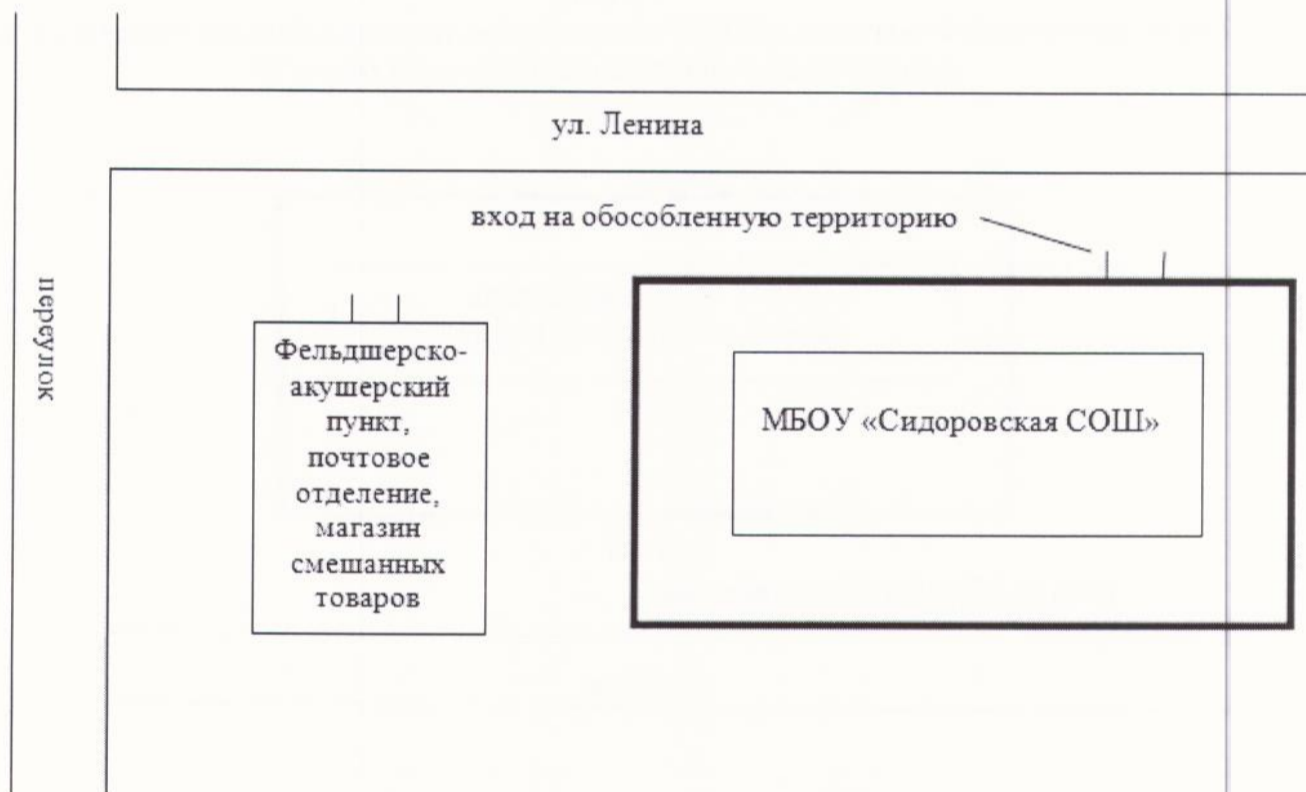 ул. Ленина
вход на обособленную территорию
переулок
Фельдшерско-
акушерский
пункт,
почтовое
отделение,
магазин
смешанных
товаров
МБОУ «Сидоровская СОШ»